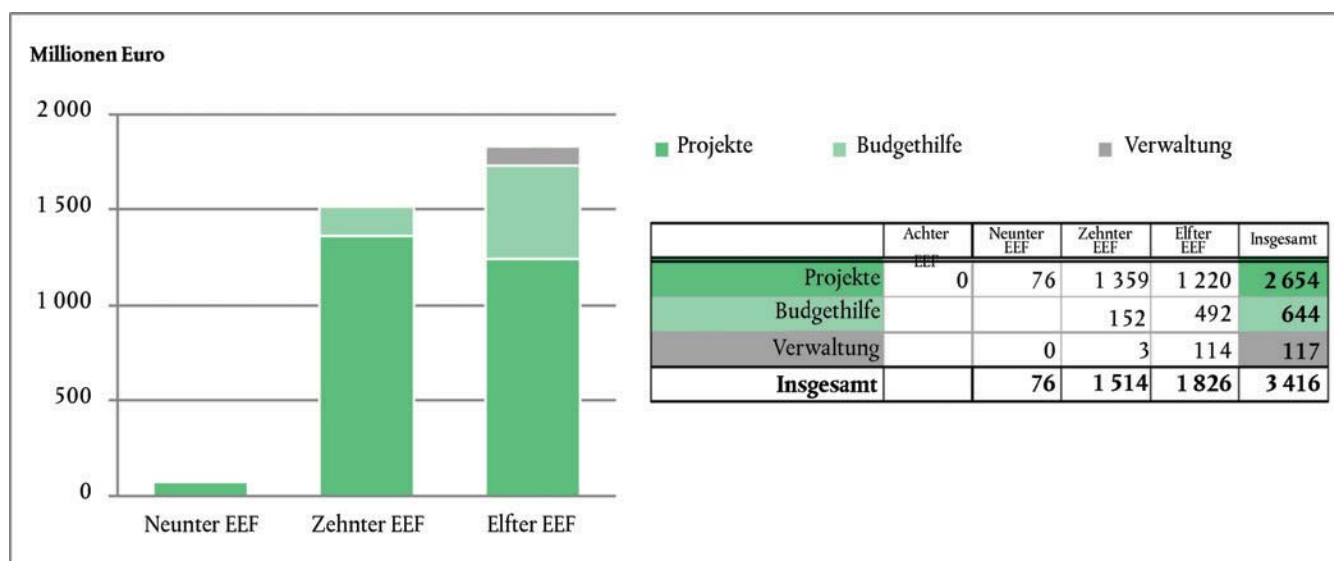 Millionen Euro
2 000
1 500
1 000
500
0
Neunter EEF Zehnter EEF Elfter EEF
Projekte Budgethilfe Verwaltung
Achter EEF Neunter EEF Zehnter EEF Elfter EEF Insgesamt
Projekte 0 76 1 359 1 220 2 654
Budgethilfe 152 492 644
Verwaltung 0 3 114 117
Insgesamt 76 1 514 1 826 3 416